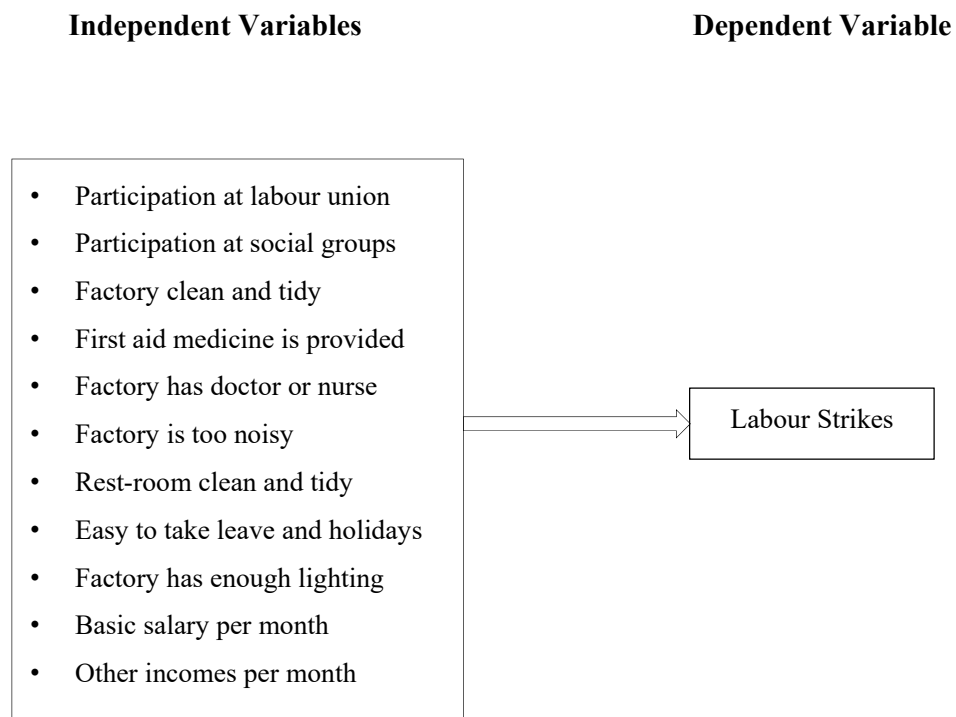 Independent Variables
Dependent Variable
• Participation at labour union
• Participation at social groups
• Factory clean and tidy
• First aid medicine is provided
• Factory has doctor or nurse
• Factory is too noisy
• Rest-room clean and tidy
• Easy to take leave and holidays
• Factory has enough lighting
• Basic salary per month
• Other incomes per month
Labour Strikes